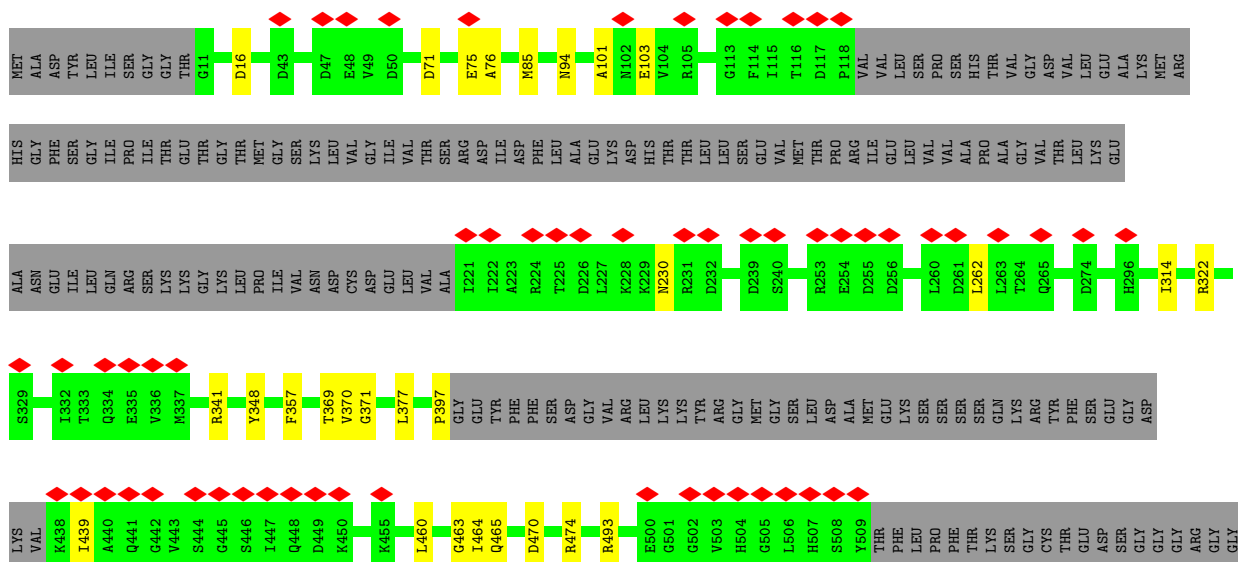 MET ALA ASP TYR LEU ILE SER GLY GLY THR G11 D16 D43 D47 E48 V49 D50 D71 E75 A76 M85 N94 A101 N102 E103 V104 R105 G113 F114 I115 T116 D117 P118 VAL VAL LEU SER PRO SER HIS THR VAL GLY ASP VAL LEU GLU ALA LYS MET ARG
HIS GLY PHE SER GLY ILE PRO ILE THR GLU THR GLY THR MET GLY SER LYS LEU VAL GLY ILE VAL THR SER ARG ASP ILE ASP PHE LEU ALA GLU LYS ASP HIS THR THR LEU LEU SER GLU VAL MET THR PRO ARG ILE GLU LEU VAL VAL ALA PRO ALA GLY VAL THR LEU LYS GLU
ALA ASN GLU ILE LEU GLN ARG SER LYS LYS GLY LYS LEU PRO ILE VAL ASN ASP CYS ASP GLU LEU VAL ALA I221 I222 A223 R224 T225 D226 L227 K228 K229 N230 R231 D232 D239 S240 R253 E254 D255 D256 L260 D261 L262 L263 T264 Q265 D274 H296 I314 R322
S329 I332 T333 Q334 E335 V336 M337 R341 Y348 F357 T369 V370 G371 L377 P397 GLY GLU TYR PHE PHE SER ASP GLY VAL ARG LEU LYS LYS TYR ARG GLY MET GLY SER LEU ASP ALA MET GLU LYS SER SER SER SER GLN LYS ARG TYR PHE SER GLU GLY ASP
LYS VAL K438 I439 A440 Q441 G442 V443 S444 G445 S446 I447 Q448 D449 K450 K455 L460 G463 I464 Q465 D470 R474 R493 E500 G501 G502 V503 H504 G505 L506 H507 S508 Y509 THR PHE LEU PRO PHE THR LYS SER GLY CYS THR GLU ASP SER GLY GLY GLY ARG GLY GLY